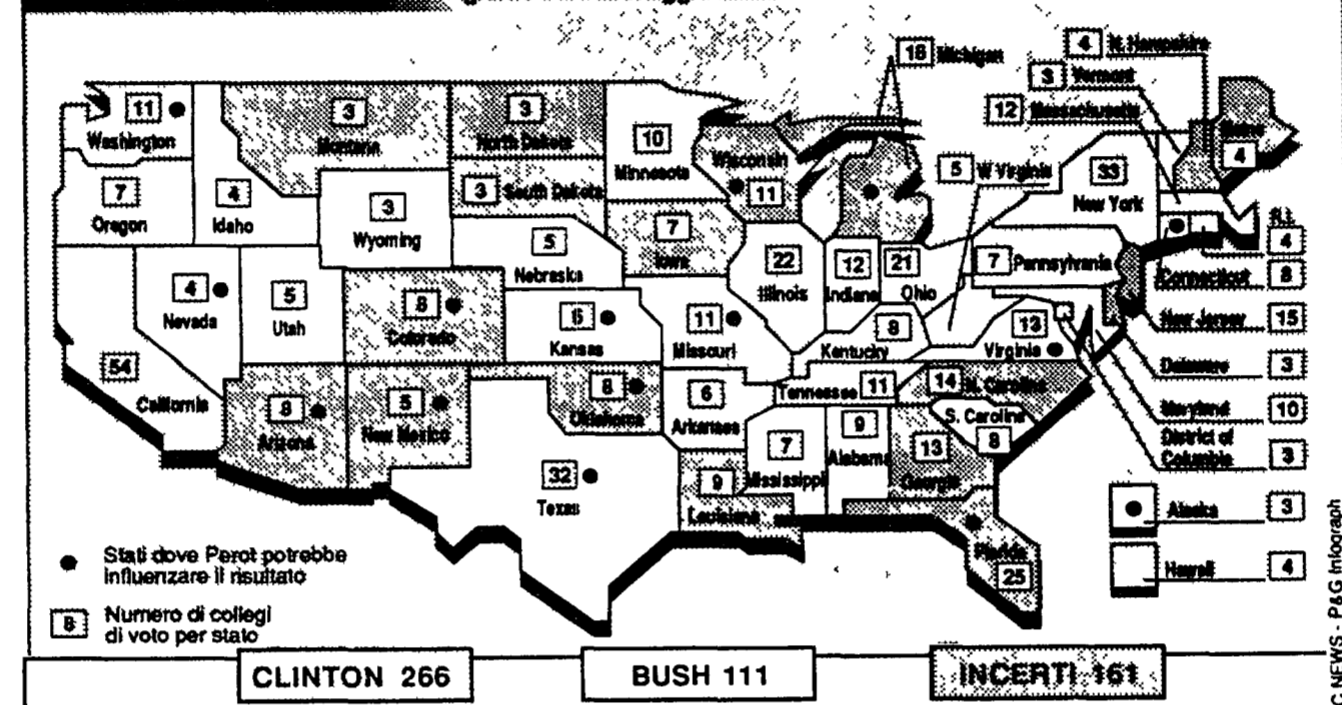 18 Michigan
4 N. Hampshire
3 Vermont
12 Massachusetts
11
Washington
3
Montana
3
North Dakota
10
Minnesota
Wisconsin
11
5 W Virginia
33
New York
Maine
4
7
Oregon
4
Idaho
3
Wyoming
3 South Dakota
7
Iowa
R.I.
4
4
Nevada
5
Utah
8
Colorado
5
Nebraska
6
Kansas
11
Missouri
22
Illinois
12
Indiana
21
Ohio
7 Pennsylvania
Connecticut 8
New Jersey 15
8
Kentucky
13
Virginia
Delaware 3
54
California
8
Arizona
5
New Mexico
8
Oklahoma
6
Arkansas
Tennessee 11
14 N. Carolina
S. Carolina
8
Maryland 10
District of
Columbia 3
32
Texas
9
Louisiana
7
Mississippi
9
Alabama
13
Georgia
Florida
25
Alaska 3
Hawaii 4
Stati dove Perot potrebbe
influenzare il risultato
8 Numero di collegi
di voto per stato
CLINTON 266
BUSH 111
INCERTI 161
C NEWS - P&G Infograph